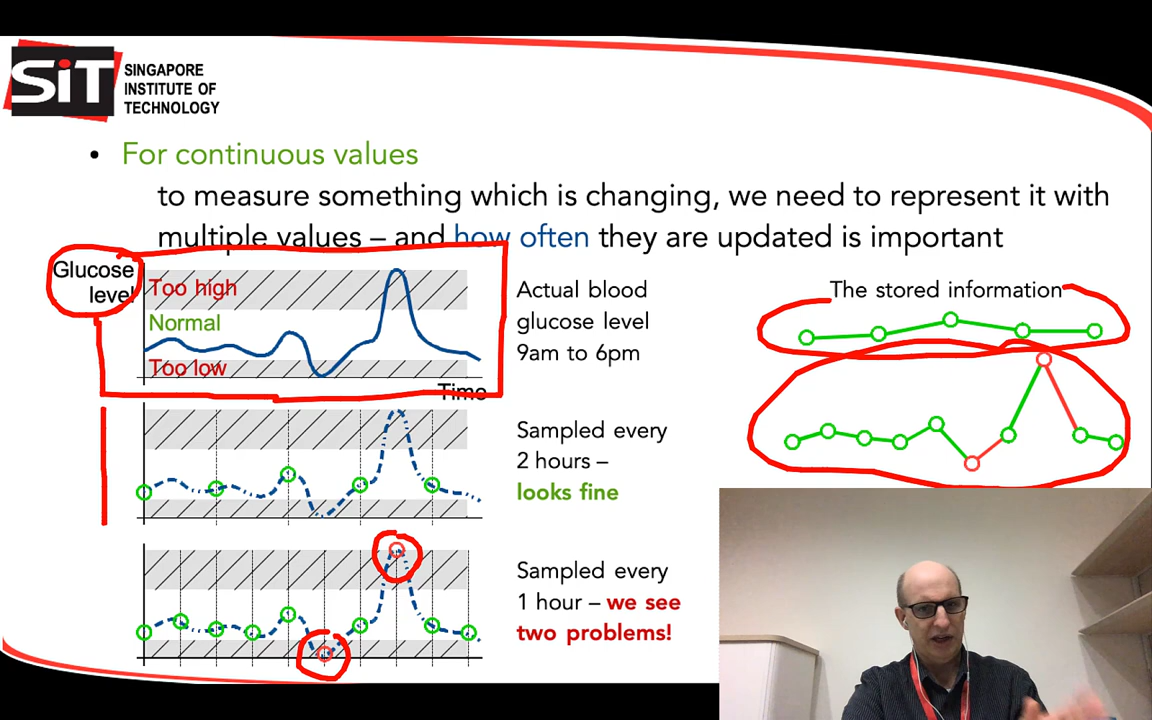 SiT
SINGAPORE
INSTITUTE OF
TECHNOLOGY
• For continuous values
to measure something which is changing, we need to represent it with
multiple values – and how often they are updated is important
Glucose
level
Too high
Normal
Too low
Time
Actual blood
glucose level
9am to 6pm
The stored information
Sampled every
2 hours –
looks fine
Sampled every
1 hour – we see
two problems!